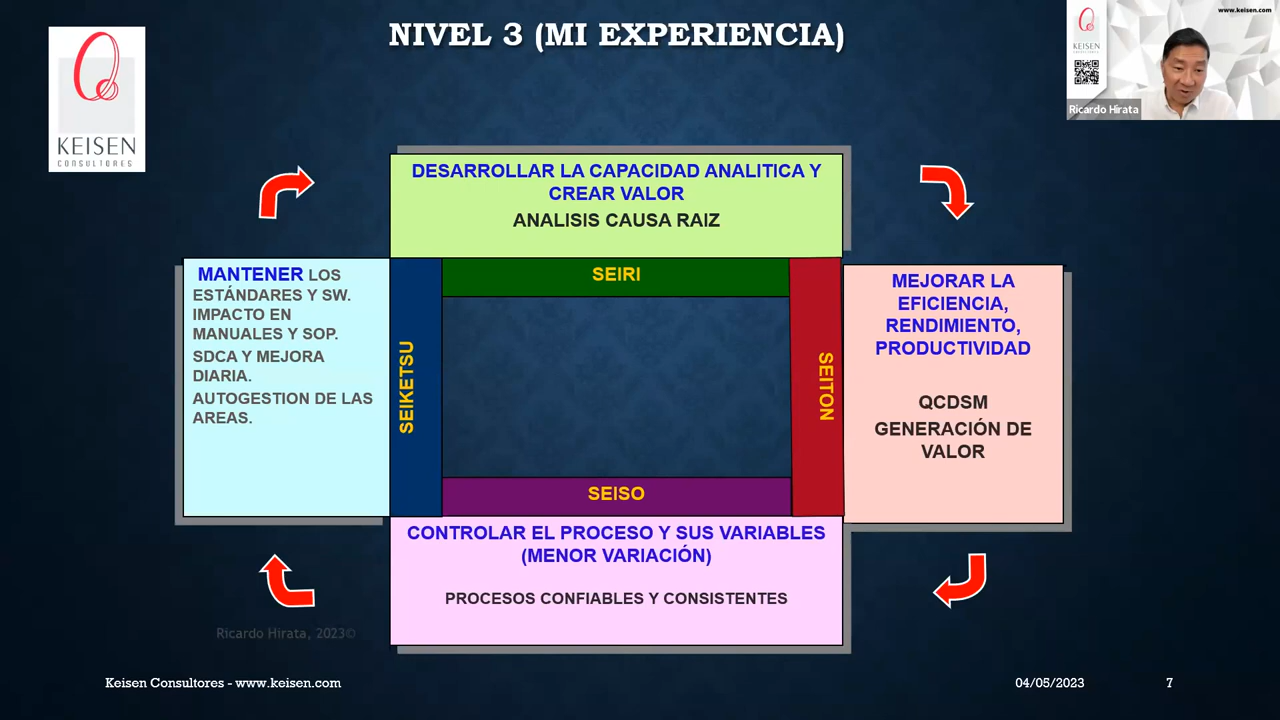 NIVEL 3 (MI EXPERIENCIA)
www.keisen.com
KEISEN
CONSULTORES
KEISEN
Ricardo Hirata
DESARROLLAR LA CAPACIDAD ANALITICA Y
CREAR VALOR
ANALISIS CAUSA RAIZ
MANTENER LOS
ESTÁNDARES Y SW.
IMPACTO EN
MANUALES Y SOP.
SDCA Y MEJORA
DIARIA.
AUTOGESTION DE LAS
AREAS.
SEIKETSU
SEIRI
SEITON
SEISO
MEJORAR LA
EFICIENCIA,
RENDIMIENTO,
PRODUCTIVIDAD
QCDSM
GENERACIÓN DE
VALOR
CONTROLAR EL PROCESO Y SUS VARIABLES
(MENOR VARIACIÓN)
PROCESOS CONFIABLES Y CONSISTENTES
Ricardo Hirata, 2023©
Keisen Consultores - www.keisen.com
04/05/2023
7